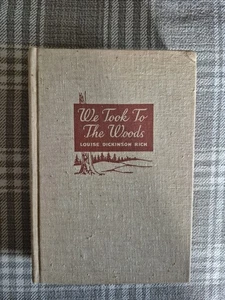 We Took To
The Woods
LOUISE DICKINSON RICH